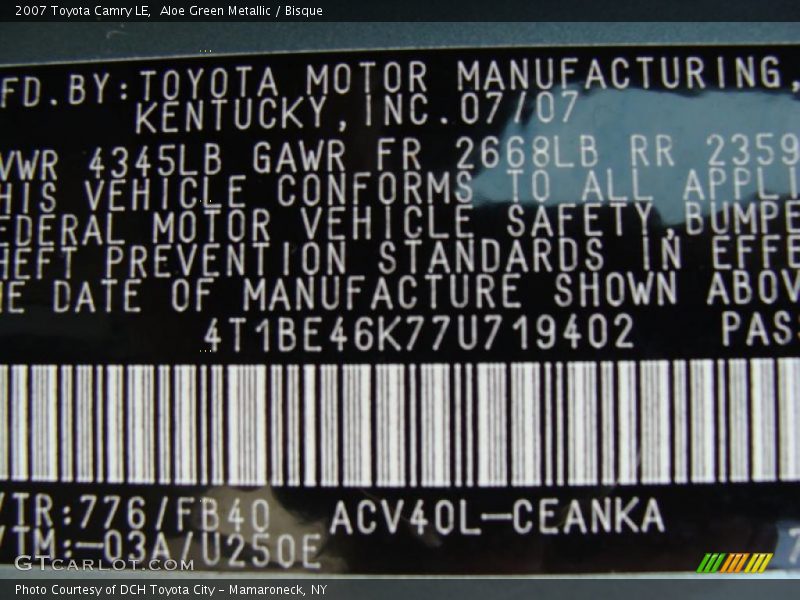 2007 Toyota Camry LE,  Aloe Green Metallic / Bisque
FD.BY:TOYOTA MOTOR MANUFACTURING,
KENTUCKY,INC.07/07
VWR 4345LB GAWR FR 2668LB RR 2359
HIS VEHICLE CONFORMS TO ALL APPLI
EDERAL MOTOR VEHICLE SAFETY,BUMPE
HEFT PREVENTION STANDARDS IN EFFE
HE DATE OF MANUFACTURE SHOWN ABOV
4T1BE46K77U719402 PASS
/TR:776/FB40 ACV40L-CEANKA
/TM:-03A/U250E 7
GTCARLOT.COM
Photo Courtesy of DCH Toyota City - Mamaroneck, NY